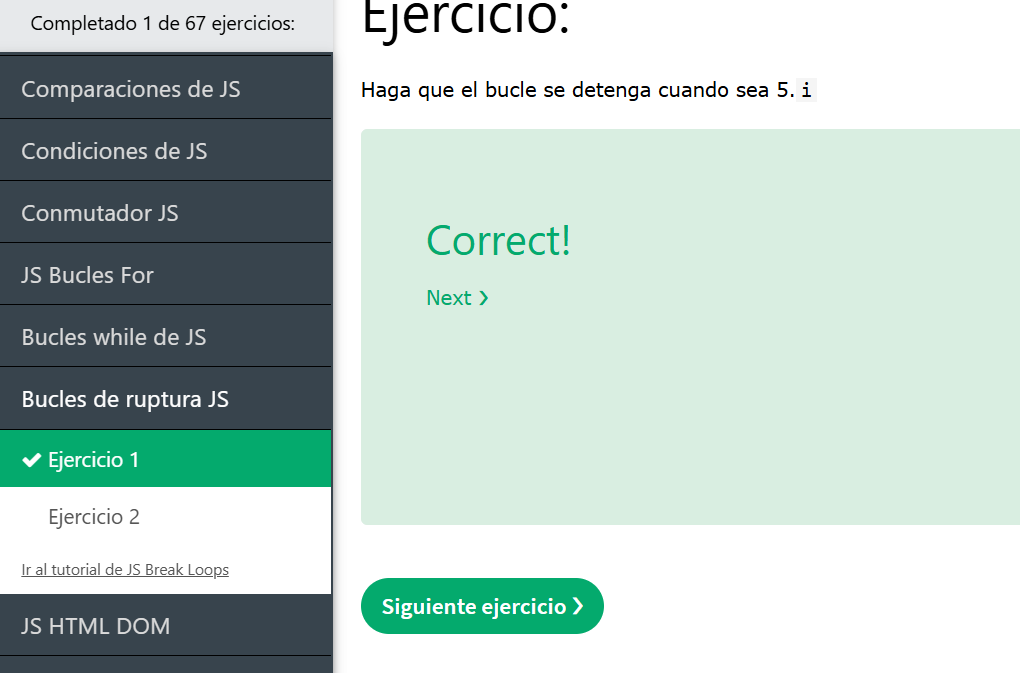 Completado 1 de 67 ejercicios:
Comparaciones de JS
Condiciones de JS
Conmutador JS
JS Bucles For
Bucles while de JS
Bucles de ruptura JS
Ejercicio 1
Ejercicio 2
Ir al tutorial de JS Break Loops
JS HTML DOM
Ejercicio:
Haga que el bucle se detenga cuando sea 5. i
Correct!
Next ❯
Siguiente ejercicio ❯